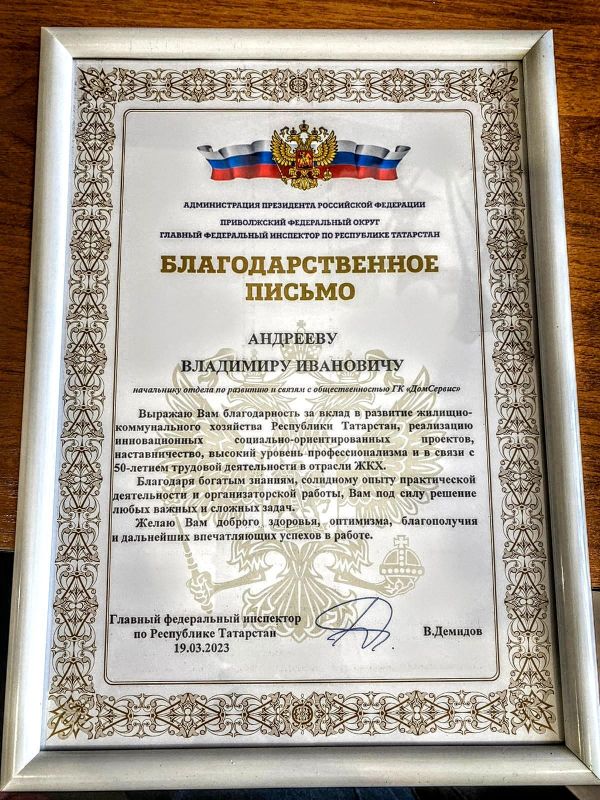 АДМИНИСТРАЦИЯ ПРЕЗИДЕНТА РОССИЙСКОЙ ФЕДЕРАЦИИ
ПРИВОЛЖСКИЙ ФЕДЕРАЛЬНЫЙ ОКРУГ
ГЛАВНЫЙ ФЕДЕРАЛЬНЫЙ ИНСПЕКТОР ПО РЕСПУБЛИКЕ ТАТАРСТАН
БЛАГОДАРСТВЕННОЕ
ПИСЬМО
АНДРЕЕВУ
ВЛАДИМИРУ ИВАНОВИЧУ
начальнику отдела по развитию и связям с общественностью ГК «ДомСервис»
Выражаю Вам благодарность за вклад в развитие жилищно-
коммунального хозяйства Республики Татарстан, реализацию
инновационных социально-ориентированных проектов,
наставничество, высокий уровень профессионализма и в связи с
50-летием трудовой деятельности в отрасли ЖКХ.
Благодаря богатым знаниям, солидному опыту практической
деятельности и организаторской работы, Вам под силу решение
любых важных и сложных задач.
Желаю Вам доброго здоровья, оптимизма, благополучия
и дальнейших впечатляющих успехов в работе.
Главный федеральный инспектор
по Республике Татарстан
19.03.2023
В.Демидов